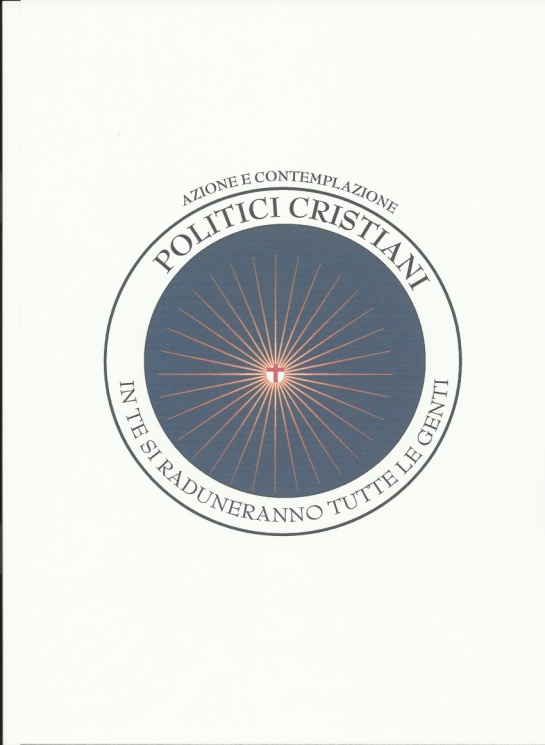 AZIONE E CONTEMPLAZIONE
POLITICI CRISTIANI
IN TE SI RADUNERANNO TUTTE LE GENTI